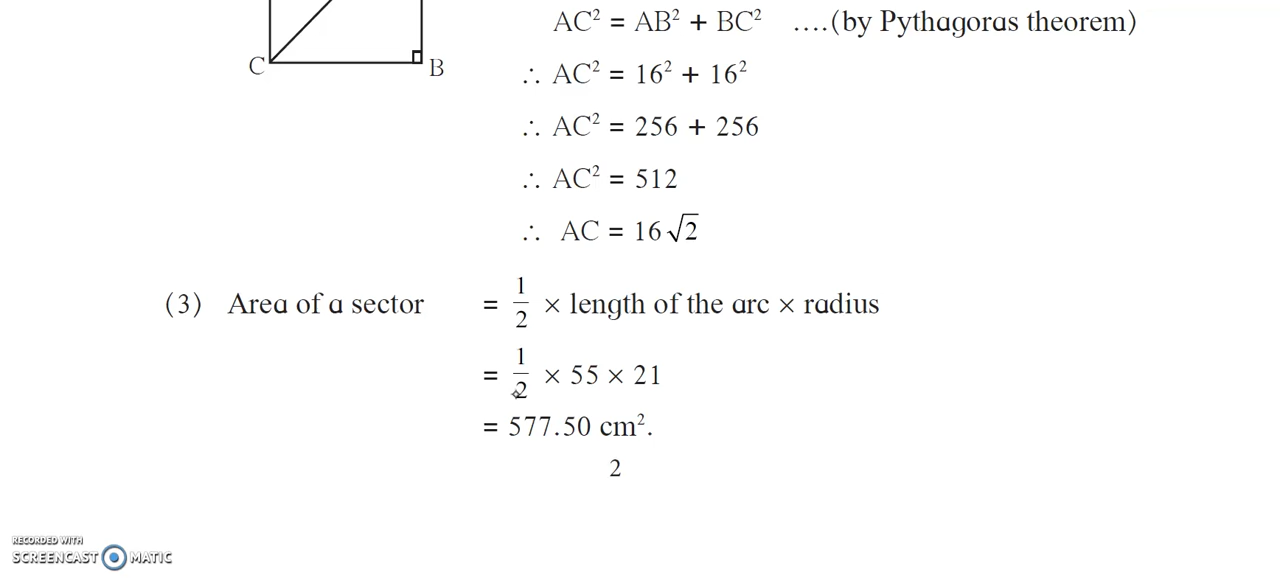 AC² = AB² + BC² ....(by Pythagoras theorem)
C
B
∴ AC² = 16² + 16²
∴ AC² = 256 + 256
∴ AC² = 512
∴ AC = 16√2
(3) Area of a sector = 1/2 × length of the arc × radius
= 1/2 × 55 × 21
= 577.50 cm².
2
RECORDED WITH
SCREENCAST MATIC